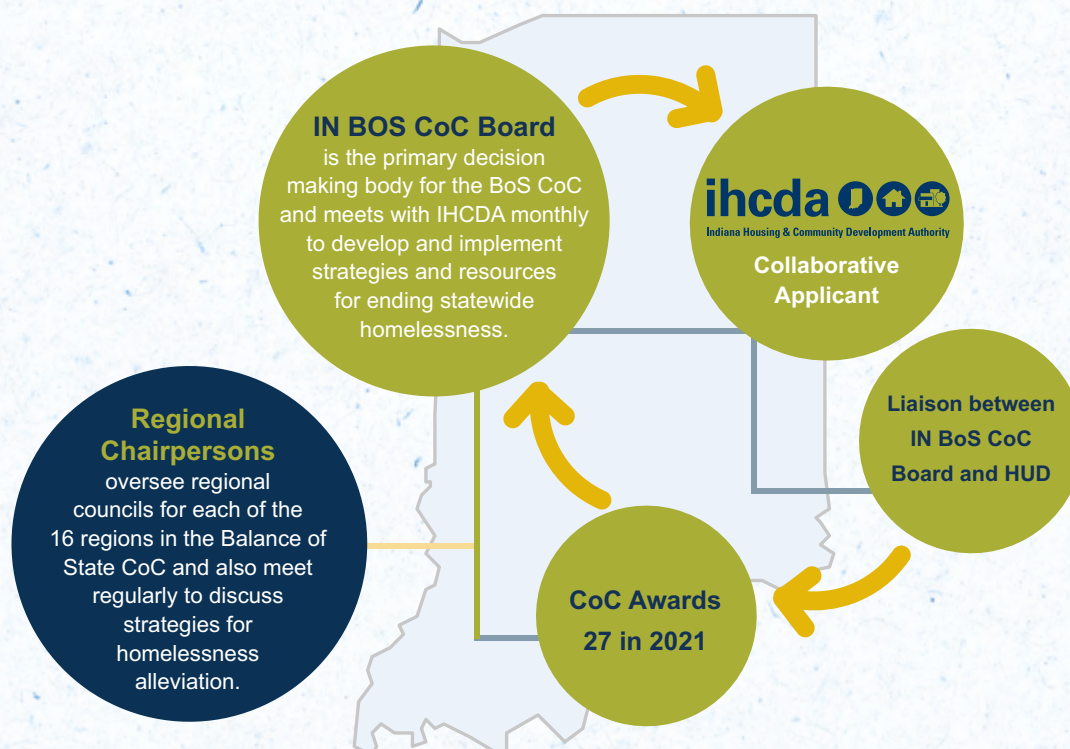 IN BOS CoC Board
is the primary decision
making body for the BoS CoC
and meets with IHCDA monthly
to develop and implement
strategies and resources
for ending statewide
homelessness.
ihcda
Indiana Housing & Community Development Authority
Collaborative
Applicant
Liaison between
IN BoS CoC
Board and HUD
Regional
Chairpersons
oversee regional
councils for each of the
16 regions in the Balance of
State CoC and also meet
regularly to discuss
strategies for
homelessness
alleviation.
CoC Awards
27 in 2021